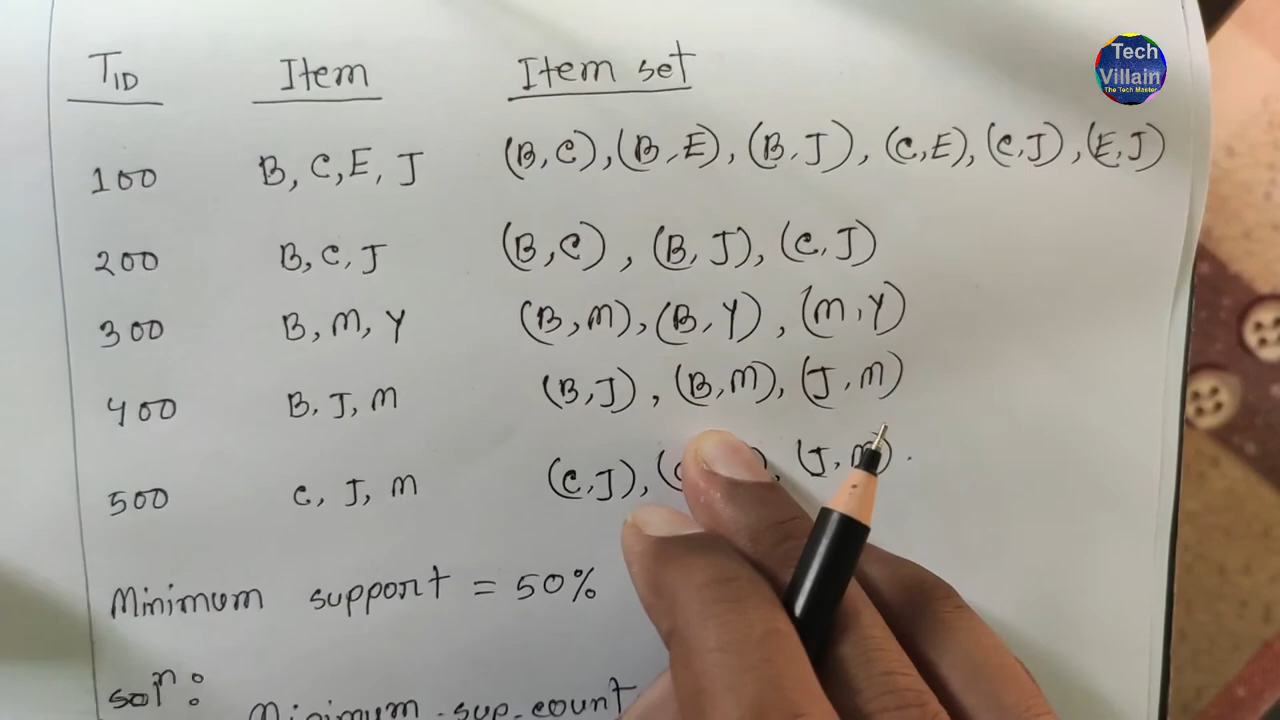 TID Item Item set
100 B, C, E, J (B, C), (B, E), (B, J), (C, E), (C, J), (E, J)
200 B, C, J (B, C), (B, J), (C, J)
300 B, M, Y (B, M), (B, Y), (M, Y)
400 B, J, M (B, J), (B, M), (J, M)
500 C, J, M (C, J), (J, M).
Minimum support = 50%
Soln:
Minimum sup. count
Tech
Villain
The Tech Master